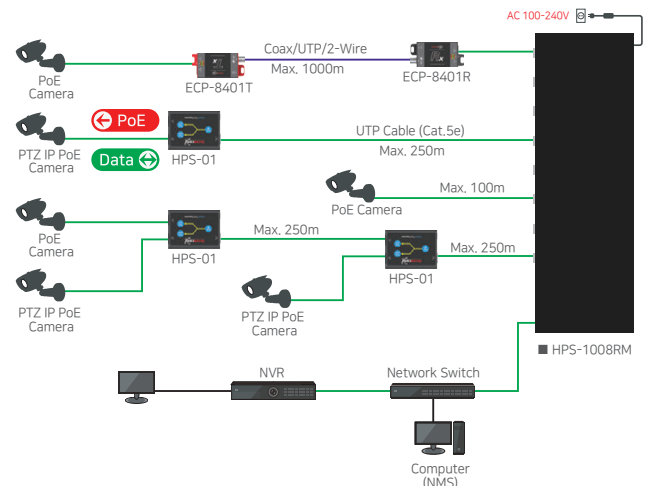 AC 100-240V
Coax/UTP/2-Wire
Max. 1000m
ECP-8401T
ECP-8401R
PoE
Camera
PoE
Data
UTP Cable (Cat.5e)
Max. 250m
PTZ IP PoE
Camera
HPS-01
Max. 100m
PoE Camera
PoE
Camera
Max. 250m
Max. 250m
HPS-01
HPS-01
PTZ IP PoE
Camera
PTZ IP PoE
Camera
HPS-1008RM
NVR
Network Switch
Computer
(NMS)